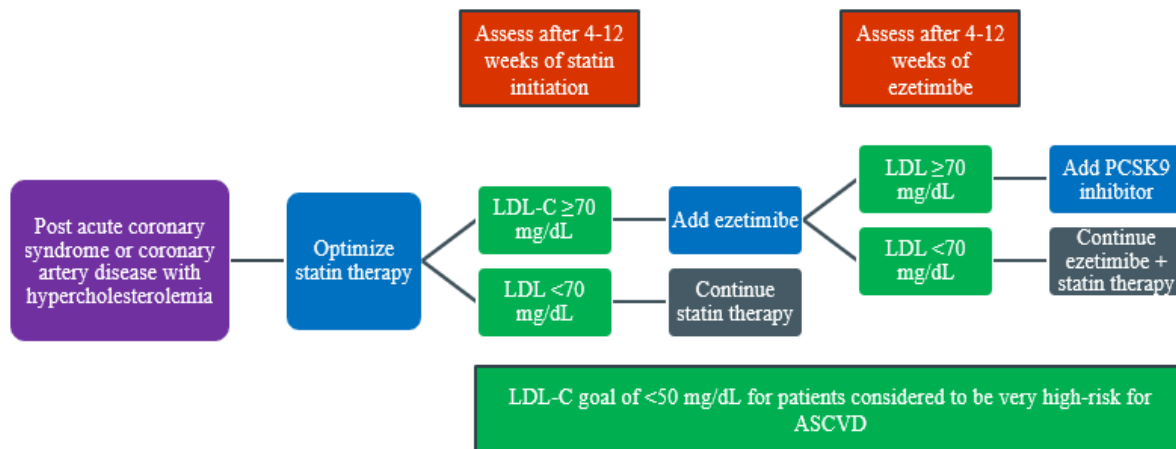 Assess after 4-12
weeks of statin
initiation
Assess after 4-12
weeks of
ezetimibe
Post acute coronary
syndrome or coronary
artery disease with
hypercholesterolemia
Optimize
statin therapy
LDL-C ≥70
mg/dL
LDL <70
mg/dL
Add ezetimibe
Continue
statin therapy
LDL ≥70
mg/dL
LDL <70
mg/dL
Add PCSK9
inhibitor
Continue
ezetimibe +
statin therapy
LDL-C goal of <50 mg/dL for patients considered to be very high-risk for
ASCVD